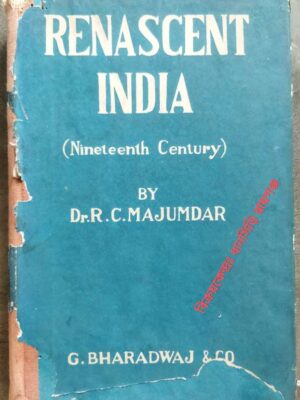 RENASCENT
INDIA
(Nineteenth Century)
BY
Dr.R.C.MAJUMDAR
G. BHARADWAJ & CO